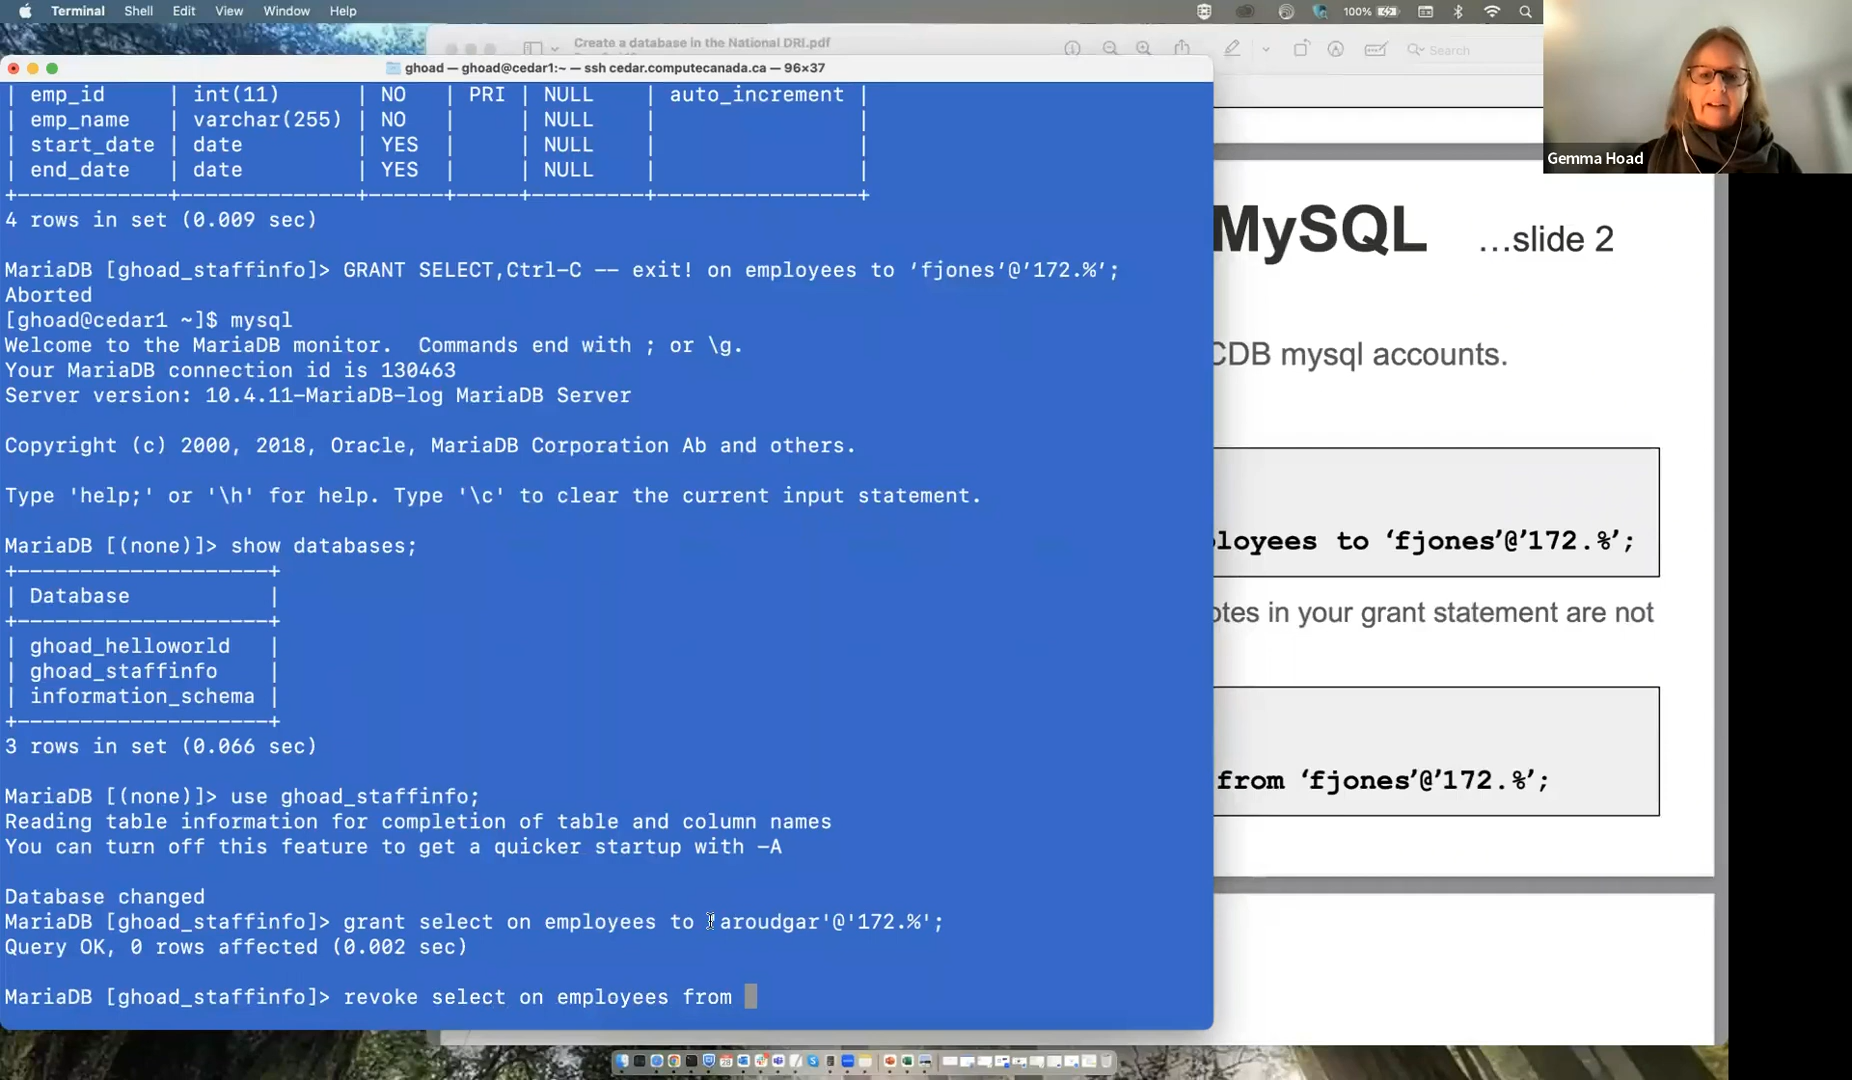 Terminal Shell Edit View Window Help
100%
Create a database in the National DRI.pdf
Search
ghoad — ghoad@cedar1:~ — ssh cedar.computecanada.ca — 96×37
| emp_id | int(11) | NO | PRI | NULL | auto_increment |
| emp_name | varchar(255) | NO | | NULL | |
| start_date | date | YES | | NULL | |
| end_date | date | YES | | NULL | |
+------------+--------------+------+-----+---------+----------------+
4 rows in set (0.009 sec)
MariaDB [ghoad_staffinfo]> GRANT SELECT,Ctrl-C -- exit! on employees to ‘fjones’@’172.%’;
Aborted
[ghoad@cedar1 ~]$ mysql
Welcome to the MariaDB monitor.  Commands end with ; or \g.
Your MariaDB connection id is 130463
Server version: 10.4.11-MariaDB-log MariaDB Server
Copyright (c) 2000, 2018, Oracle, MariaDB Corporation Ab and others.
Type 'help;' or '\h' for help. Type '\c' to clear the current input statement.
MariaDB [(none)]> show databases;
+--------------------+
| Database           |
+--------------------+
| ghoad_helloworld   |
| ghoad_staffinfo    |
| information_schema |
+--------------------+
3 rows in set (0.066 sec)
MariaDB [(none)]> use ghoad_staffinfo;
Reading table information for completion of table and column names
You can turn off this feature to get a quicker startup with -A
Database changed
MariaDB [ghoad_staffinfo]> grant select on employees to 'aroudgar'@'172.%';
Query OK, 0 rows affected (0.002 sec)
MariaDB [ghoad_staffinfo]> revoke select on employees from
Gemma Hoad
MySQL …slide 2
CDB mysql accounts.
loyees to ‘fjones’@’172.%’;
otes in your grant statement are not
from ‘fjones’@’172.%’;